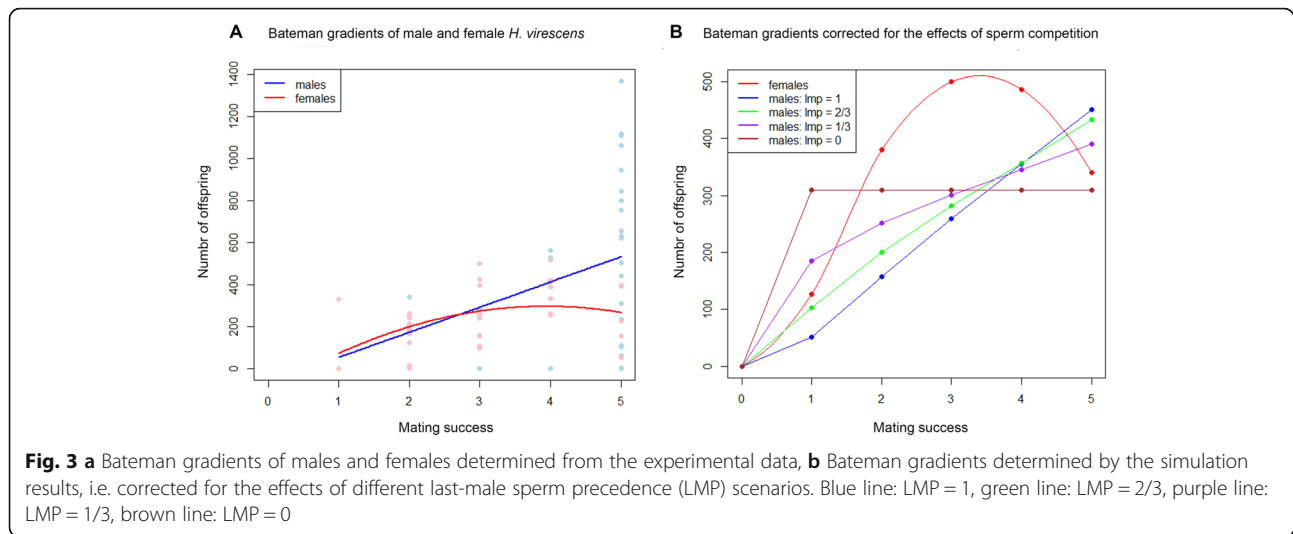 A Bateman gradients of male and female H. virescens
males
females
1400
1200
1000
800
600
400
200
0
Numbr of offspring
0 1 2 3 4 5
Mating success
B Bateman gradients corrected for the effects of sperm competition
females
males: lmp = 1
males: lmp = 2/3
males: lmp = 1/3
males: lmp = 0
500
400
300
200
100
0
Numbr of offspring
0 1 2 3 4 5
Mating success
Fig. 3 a Bateman gradients of males and females determined from the experimental data, b Bateman gradients determined by the simulation
results, i.e. corrected for the effects of different last-male sperm precedence (LMP) scenarios. Blue line: LMP = 1, green line: LMP = 2/3, purple line:
LMP = 1/3, brown line: LMP = 0